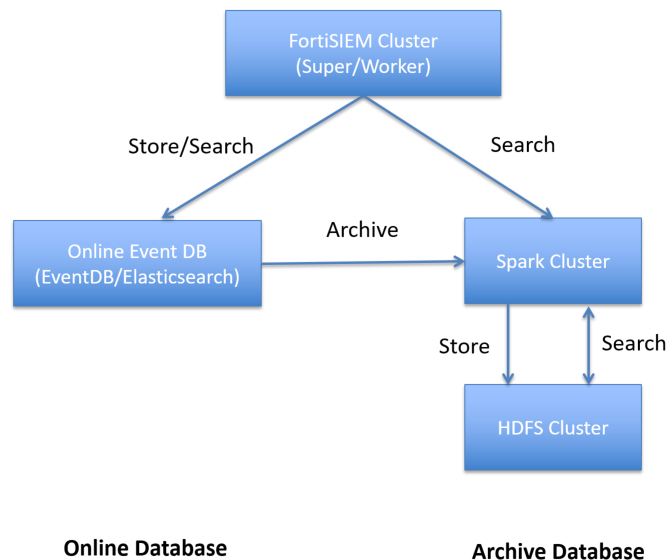 FortiSIEM Cluster
(Super/Worker)
Store/Search
Search
Archive
Online Event DB
(EventDB/Elasticsearch)
Spark Cluster
Store
Search
HDFS Cluster
Online Database
Archive Database